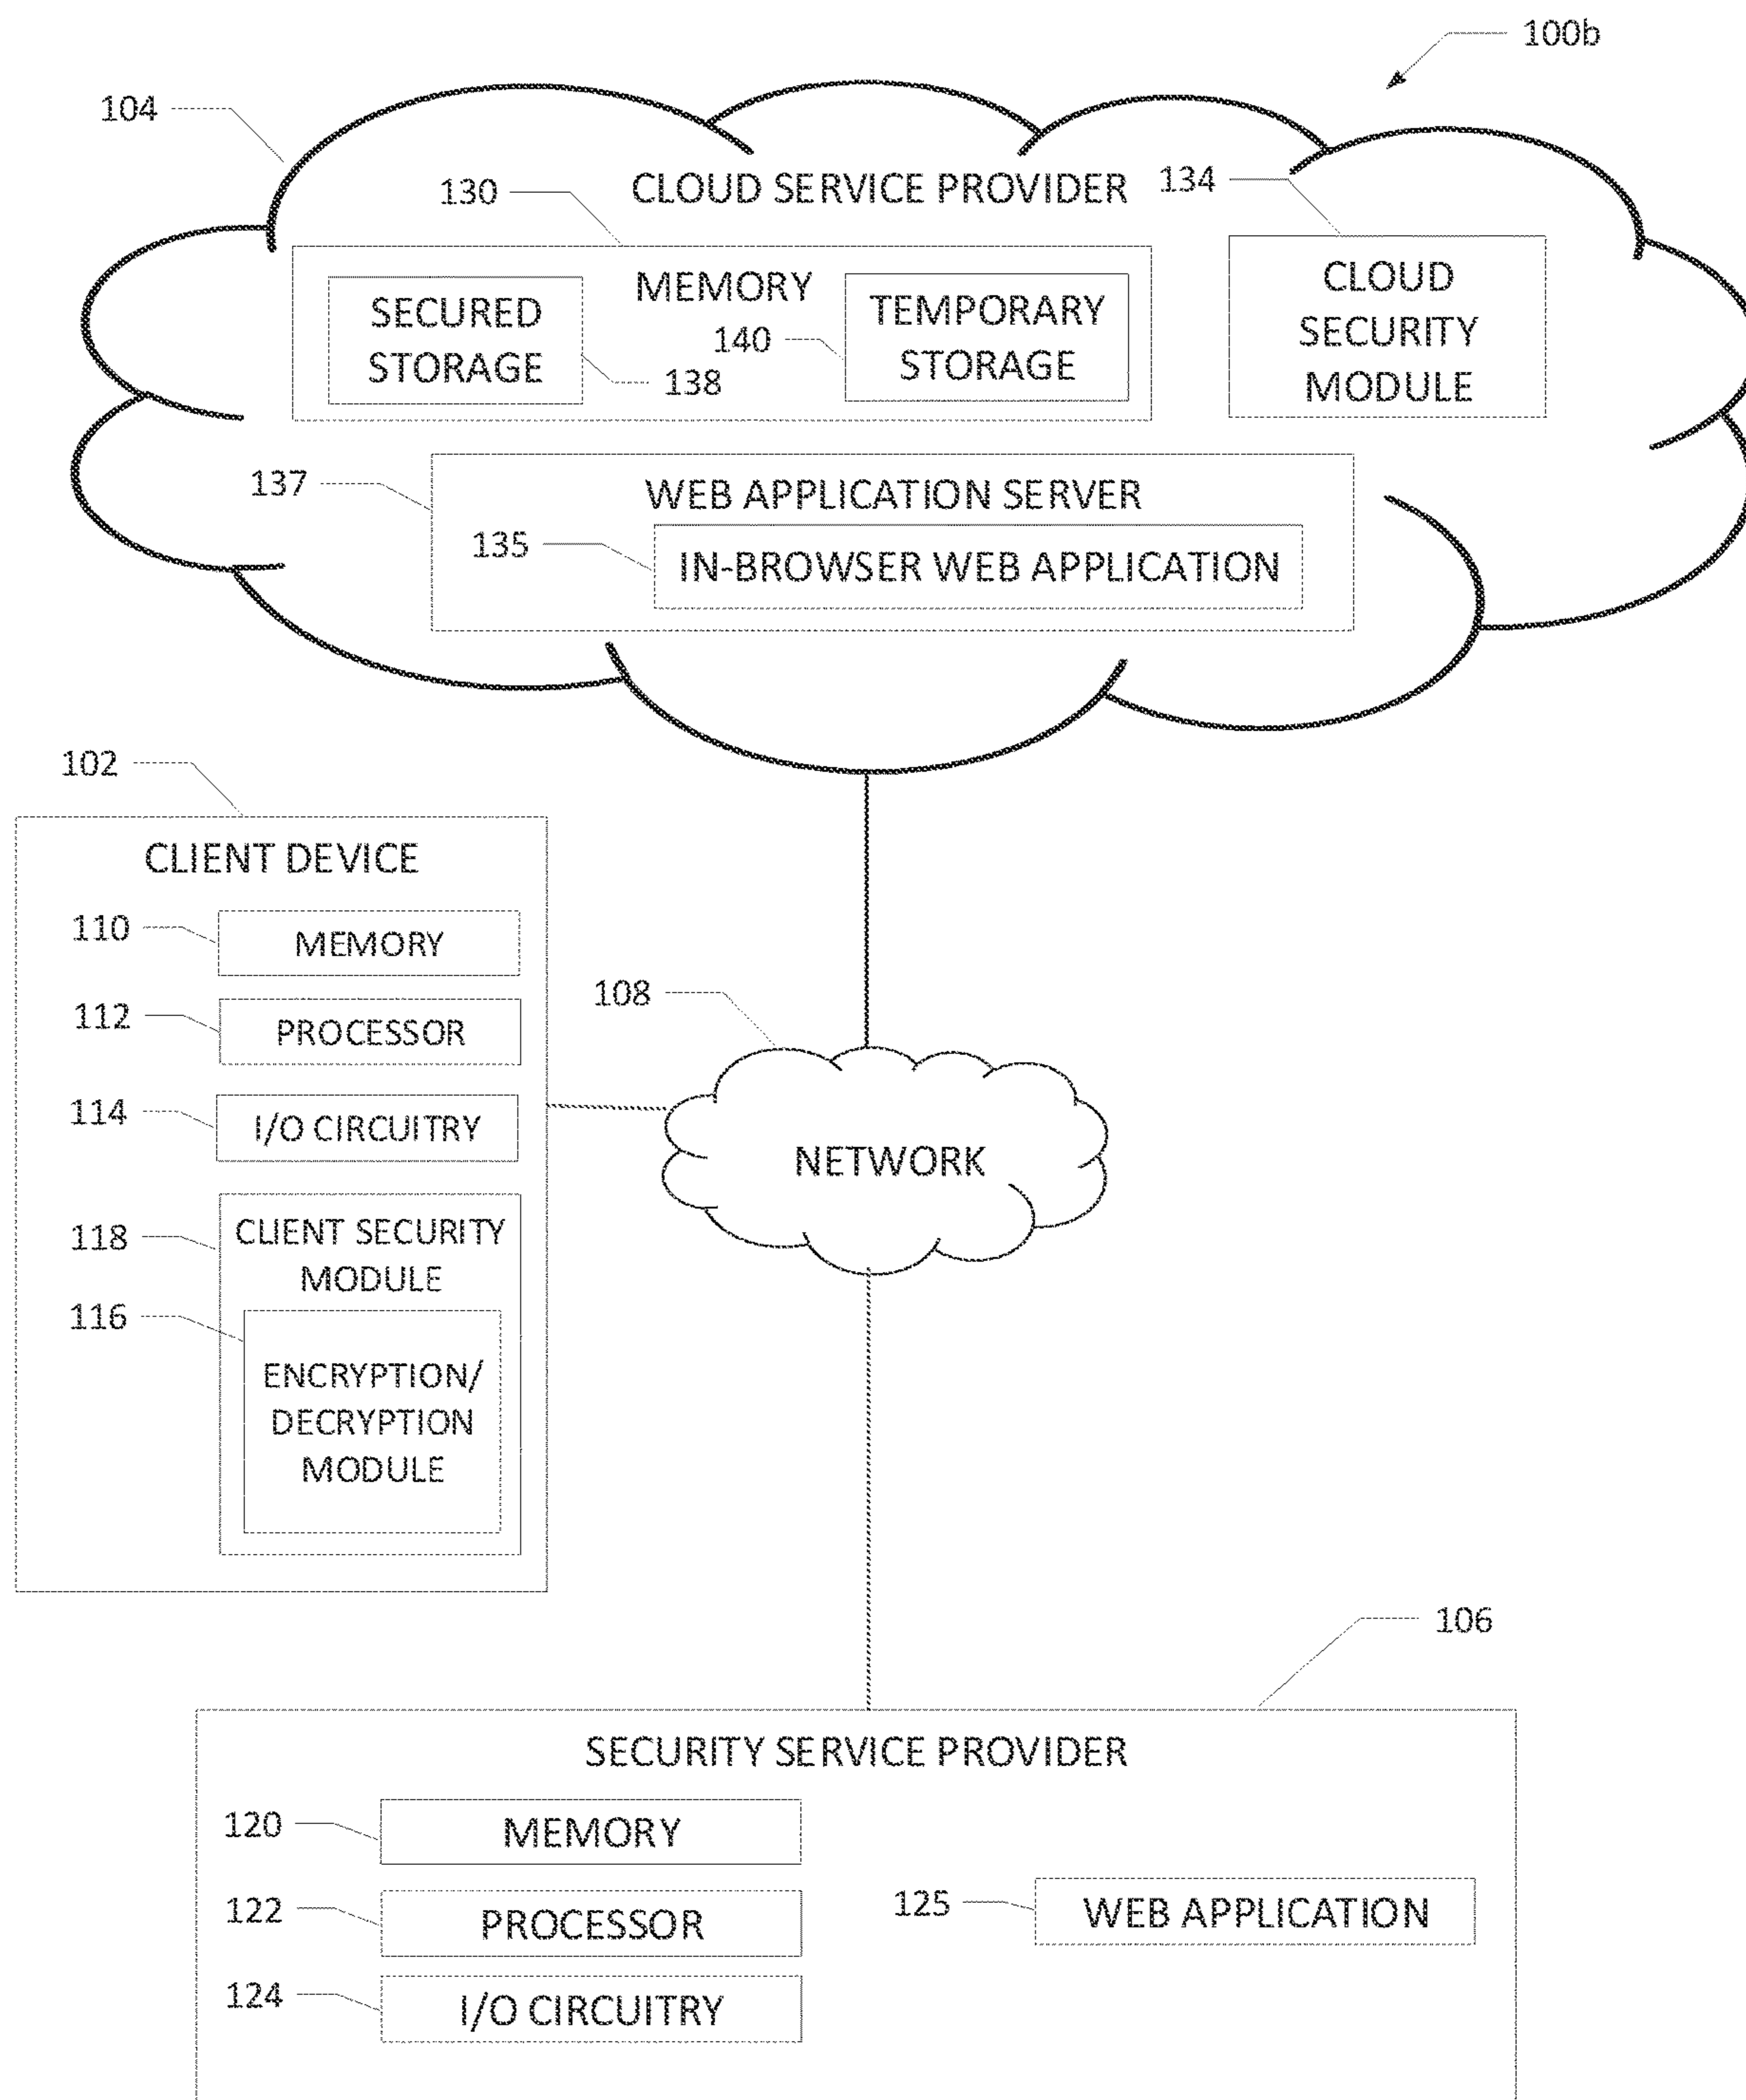 100b
104
CLOUD SERVICE PROVIDER
134
130
MEMORY
SECURED
STORAGE
138
140
TEMPORARY
STORAGE
CLOUD
SECURITY
MODULE
137
WEB APPLICATION SERVER
135
IN-BROWSER WEB APPLICATION
102
CLIENT DEVICE
110
MEMORY
112
PROCESSOR
114
I/O CIRCUITRY
118
CLIENT SECURITY
MODULE
116
ENCRYPTION/
DECRYPTION
MODULE
108
NETWORK
106
SECURITY SERVICE PROVIDER
120
MEMORY
122
PROCESSOR
124
I/O CIRCUITRY
125
WEB APPLICATION